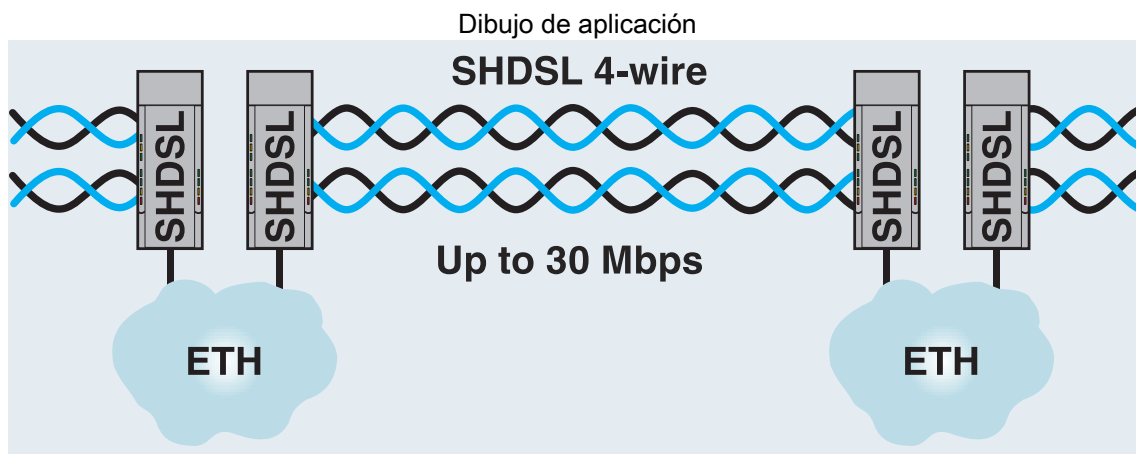 Dibujo de aplicación
SHDSL 4-wire
SHDSL
SHDSL
SHDSL
SHDSL
Up to 30 Mbps
ETH
ETH